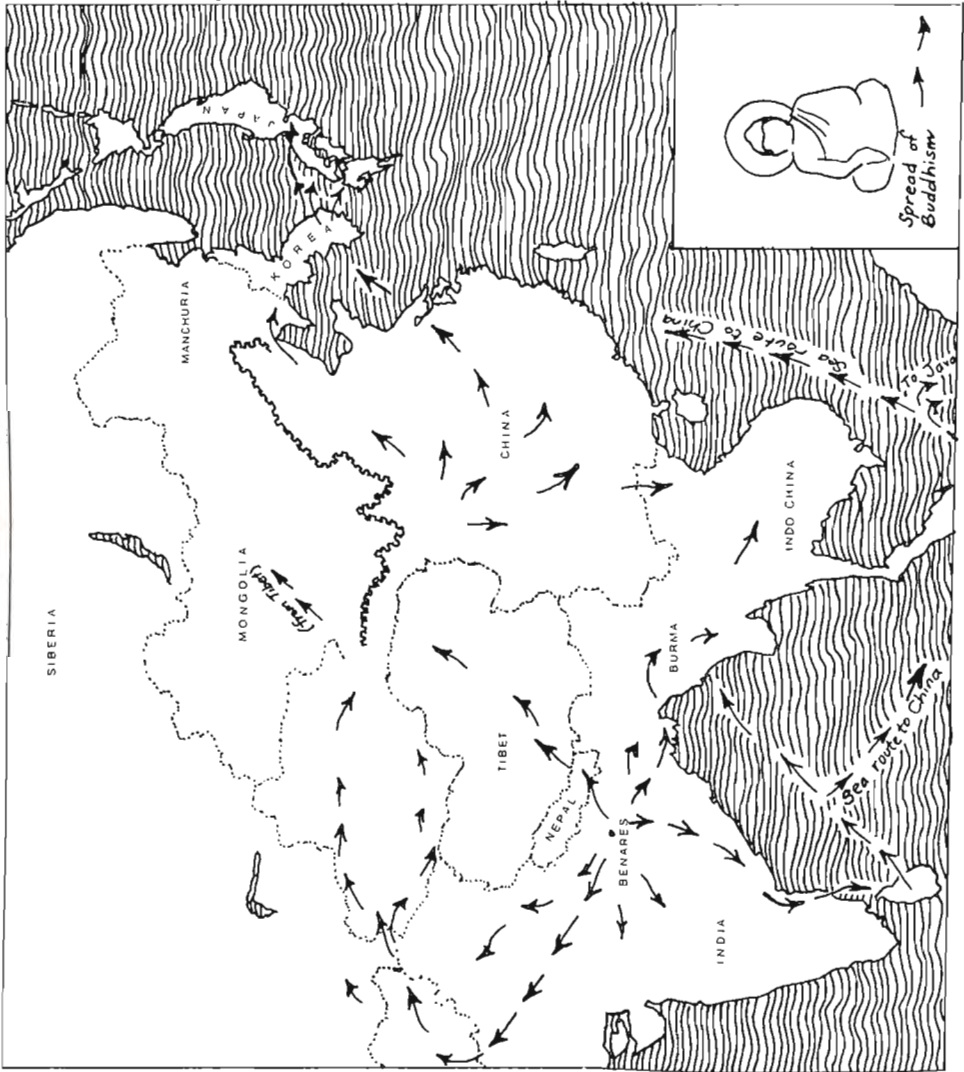 SIBERIA
MONGOLIA
(from Tibet)
MANCHURIA
KOREA
JAPAN
CHINA
TIBET
NEPAL
BENARES
INDIA
BURMA
INDO CHINA
Sea route to China
Sea route to China
To Java
Spread of
Buddhism